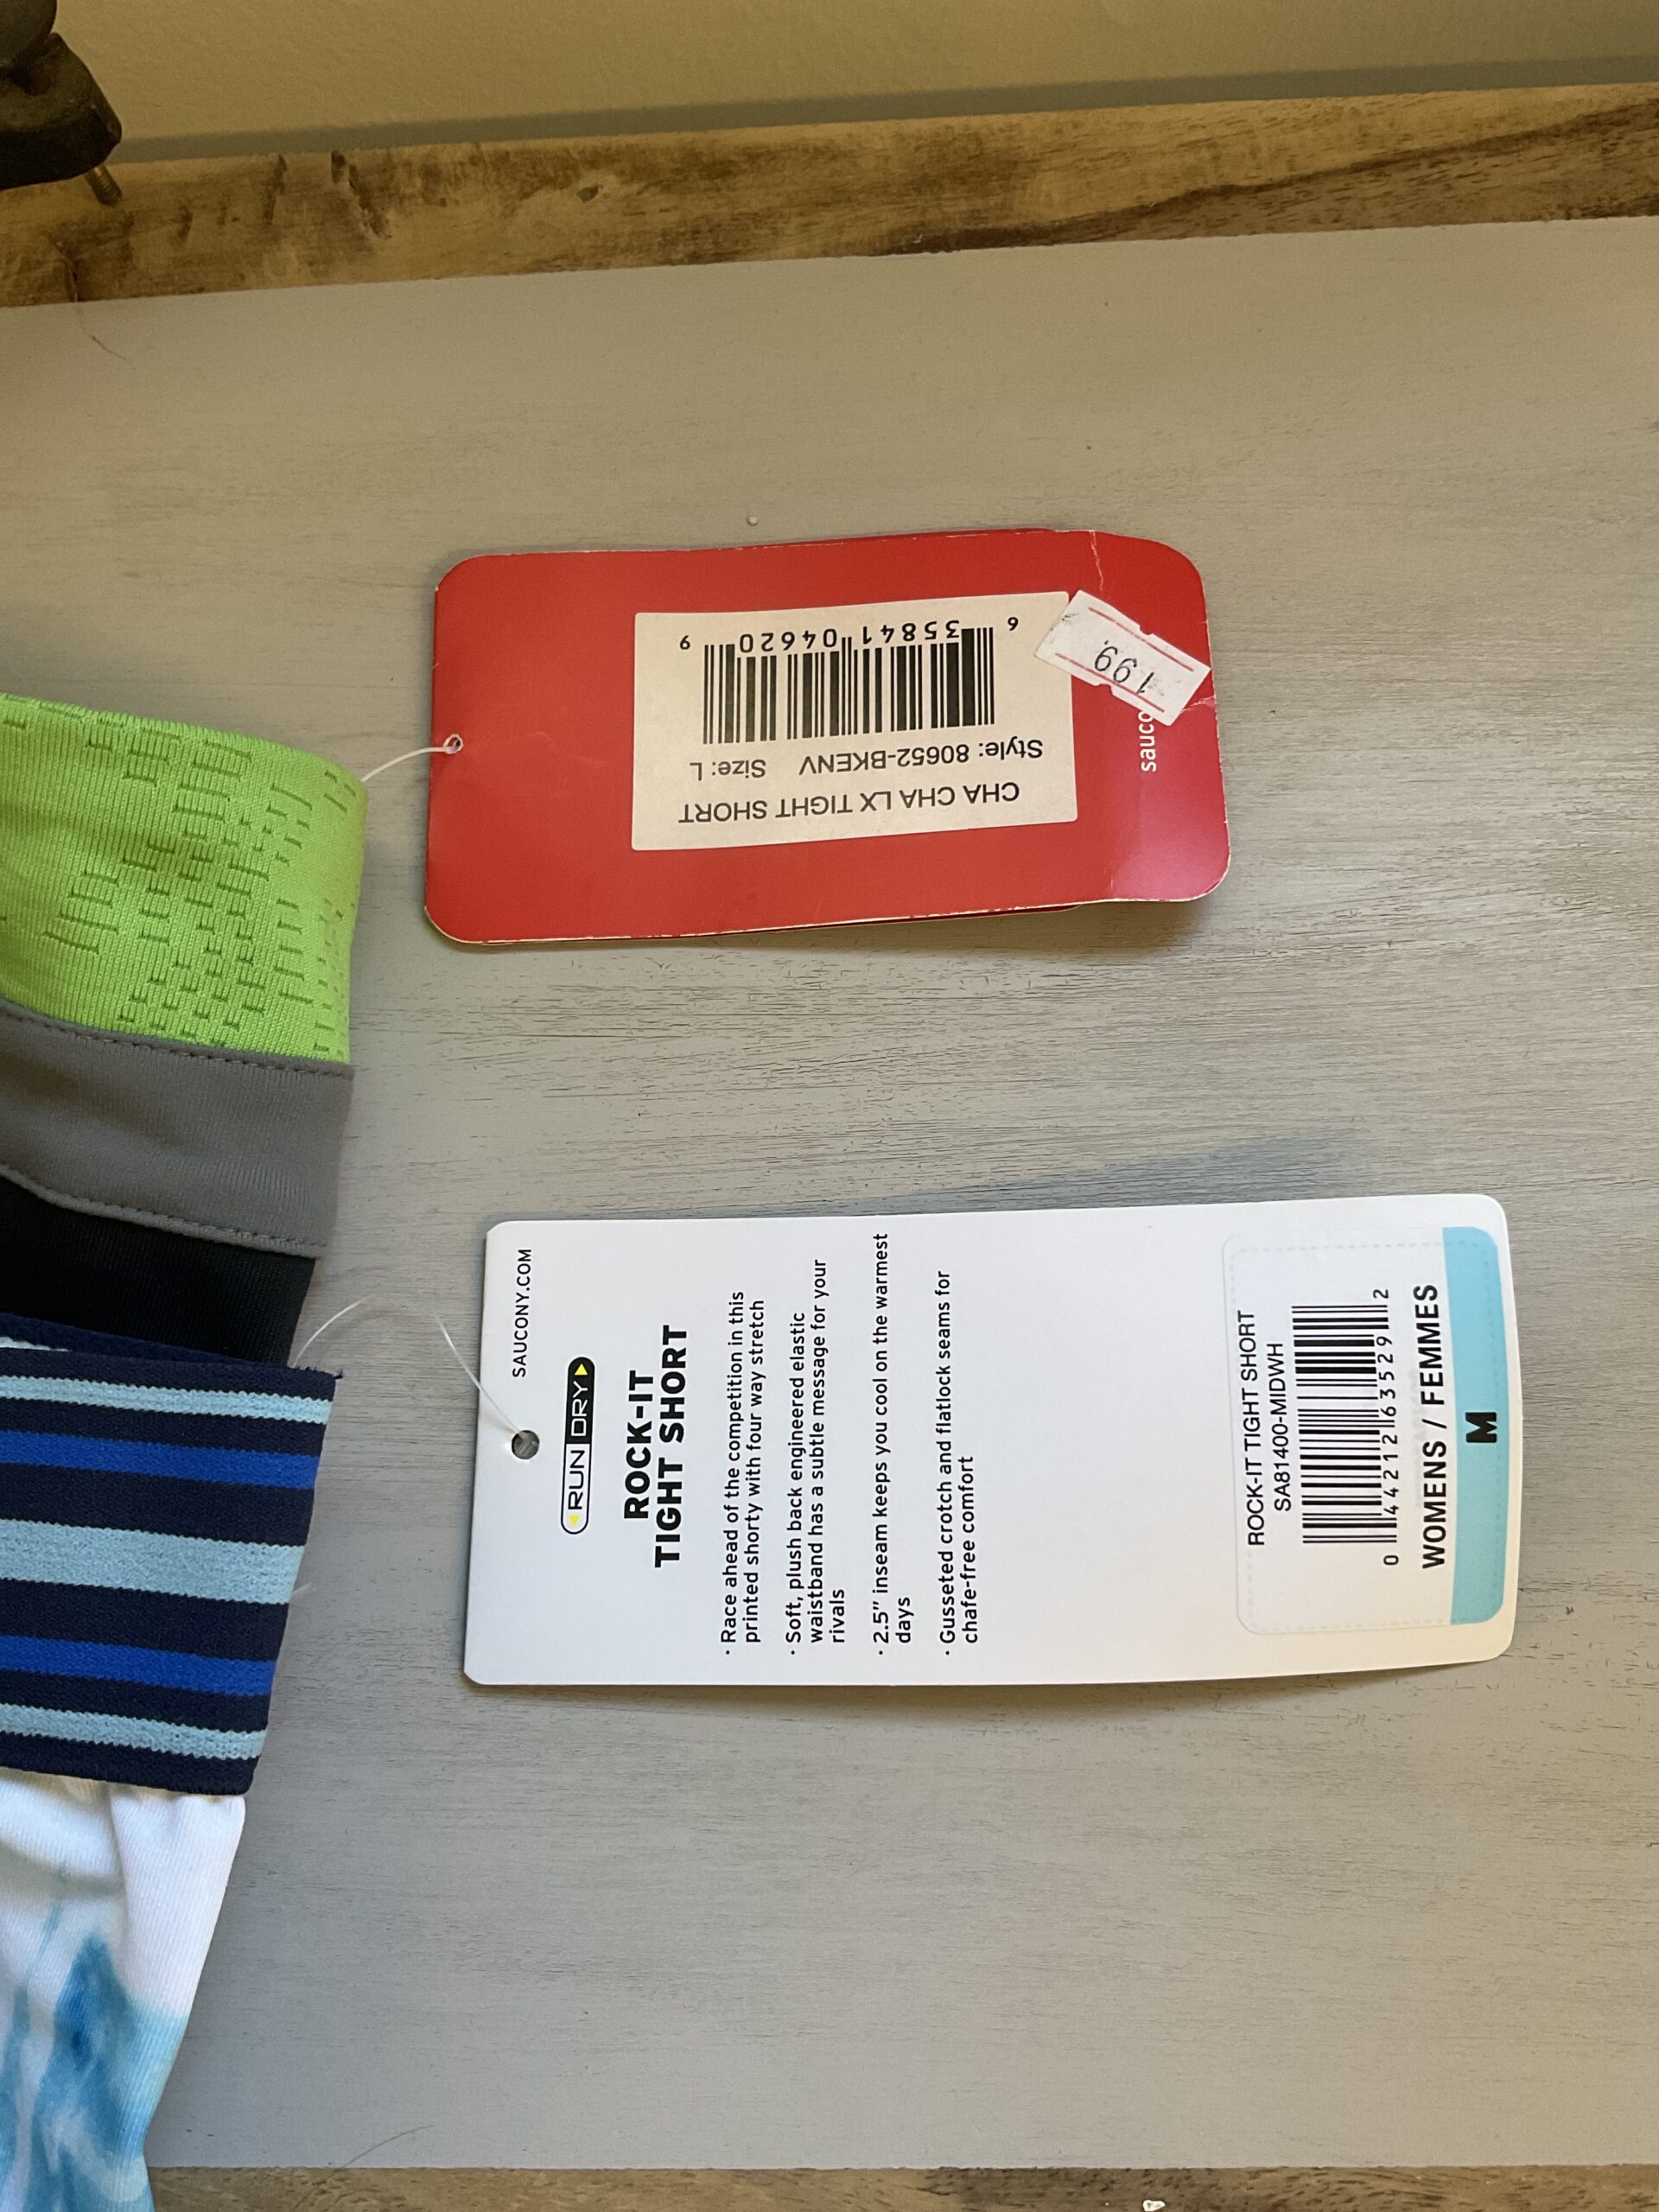 CHA CHA LX TIGHT SHORT
Style: 80652-BKENV Size: L
6 35841 04620 9
sauco
1.99
SAUCONY.COM
RUN DRY
ROCK-IT
TIGHT SHORT
· Race ahead of the competition in this
printed shorty with four way stretch
· Soft, plush back engineered elastic
waistband has a subtle message for your
rivals
· 2.5" inseam keeps you cool on the warmest
days
· Gusseted crotch and flatlock seams for
chafe-free comfort
ROCK-IT TIGHT SHORT
SA81400-MIDWH
0 44212 63529 2
WOMENS / FEMMES
M